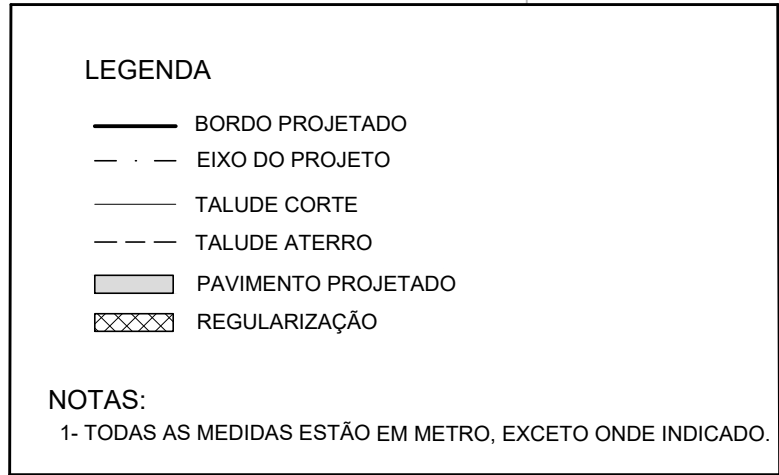 LEGENDA
BORDO PROJETADO
EIXO DO PROJETO
TALUDE CORTE
TALUDE ATERRO
PAVIMENTO PROJETADO
REGULARIZAÇÃO
NOTAS:
1- TODAS AS MEDIDAS ESTÃO EM METRO, EXCETO ONDE INDICADO.